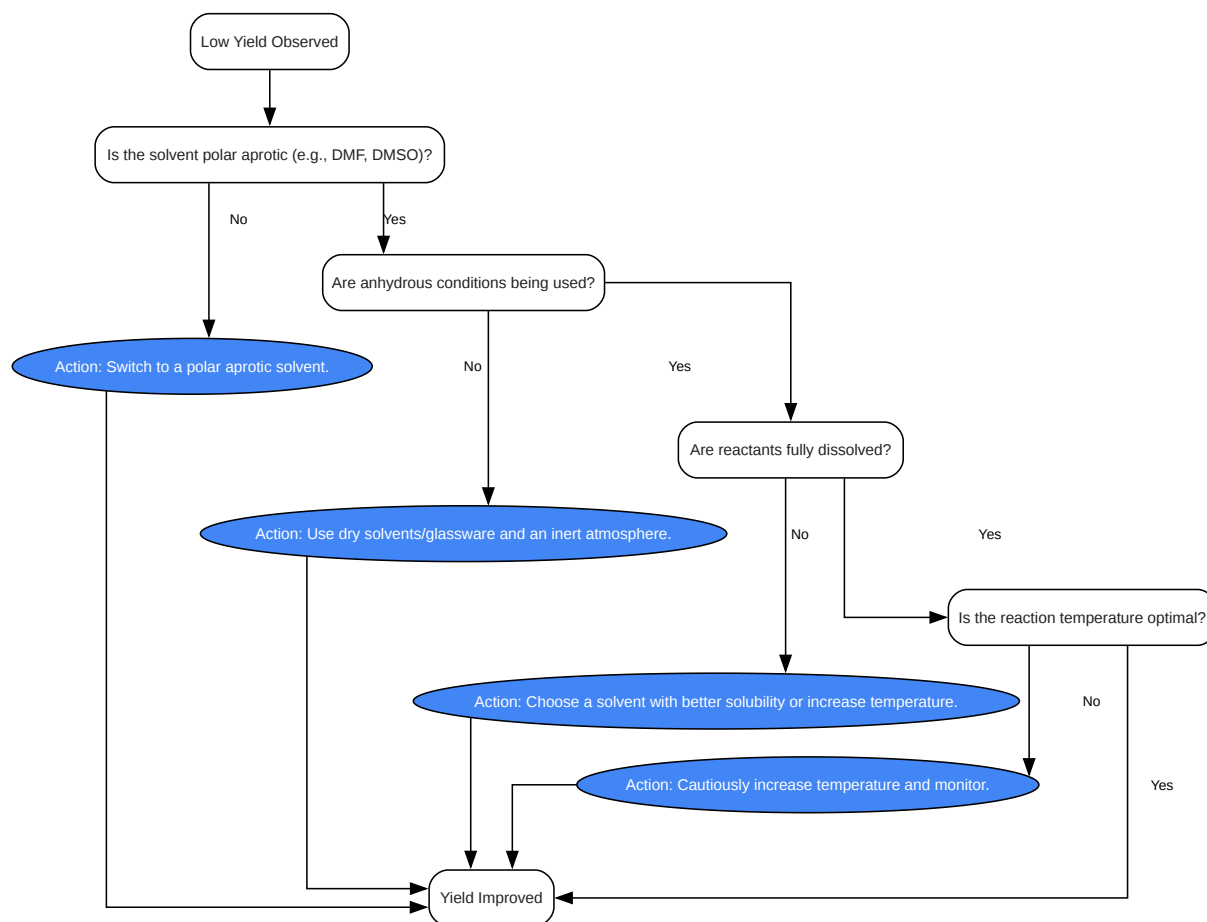 Low Yield Observed
Is the solvent polar aprotic (e.g., DMF, DMSO)?
No
Yes
Are anhydrous conditions being used?
Action: Switch to a polar aprotic solvent.
No
Yes
Are reactants fully dissolved?
Action: Use dry solvents/glassware and an inert atmosphere.
No
Yes
Is the reaction temperature optimal?
Action: Choose a solvent with better solubility or increase temperature.
No
Action: Cautiously increase temperature and monitor.
Yes
Yield Improved